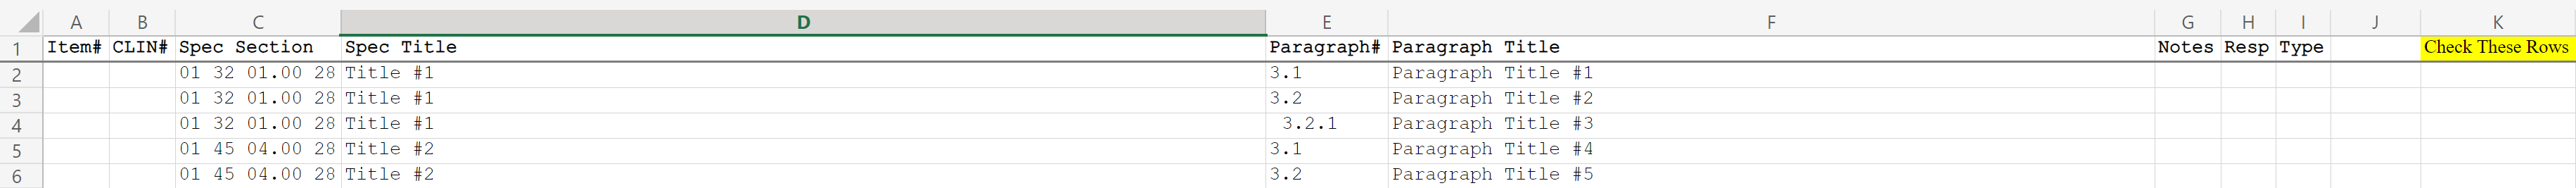 A B C D E F G H I J K
1 Item# CLIN# Spec Section Spec Title Paragraph# Paragraph Title Notes Resp Type Check These Rows
2 01 32 01.00 28 Title #1 3.1 Paragraph Title #1
3 01 32 01.00 28 Title #1 3.2 Paragraph Title #2
4 01 32 01.00 28 Title #1 3.2.1 Paragraph Title #3
5 01 45 04.00 28 Title #2 3.1 Paragraph Title #4
6 01 45 04.00 28 Title #2 3.2 Paragraph Title #5